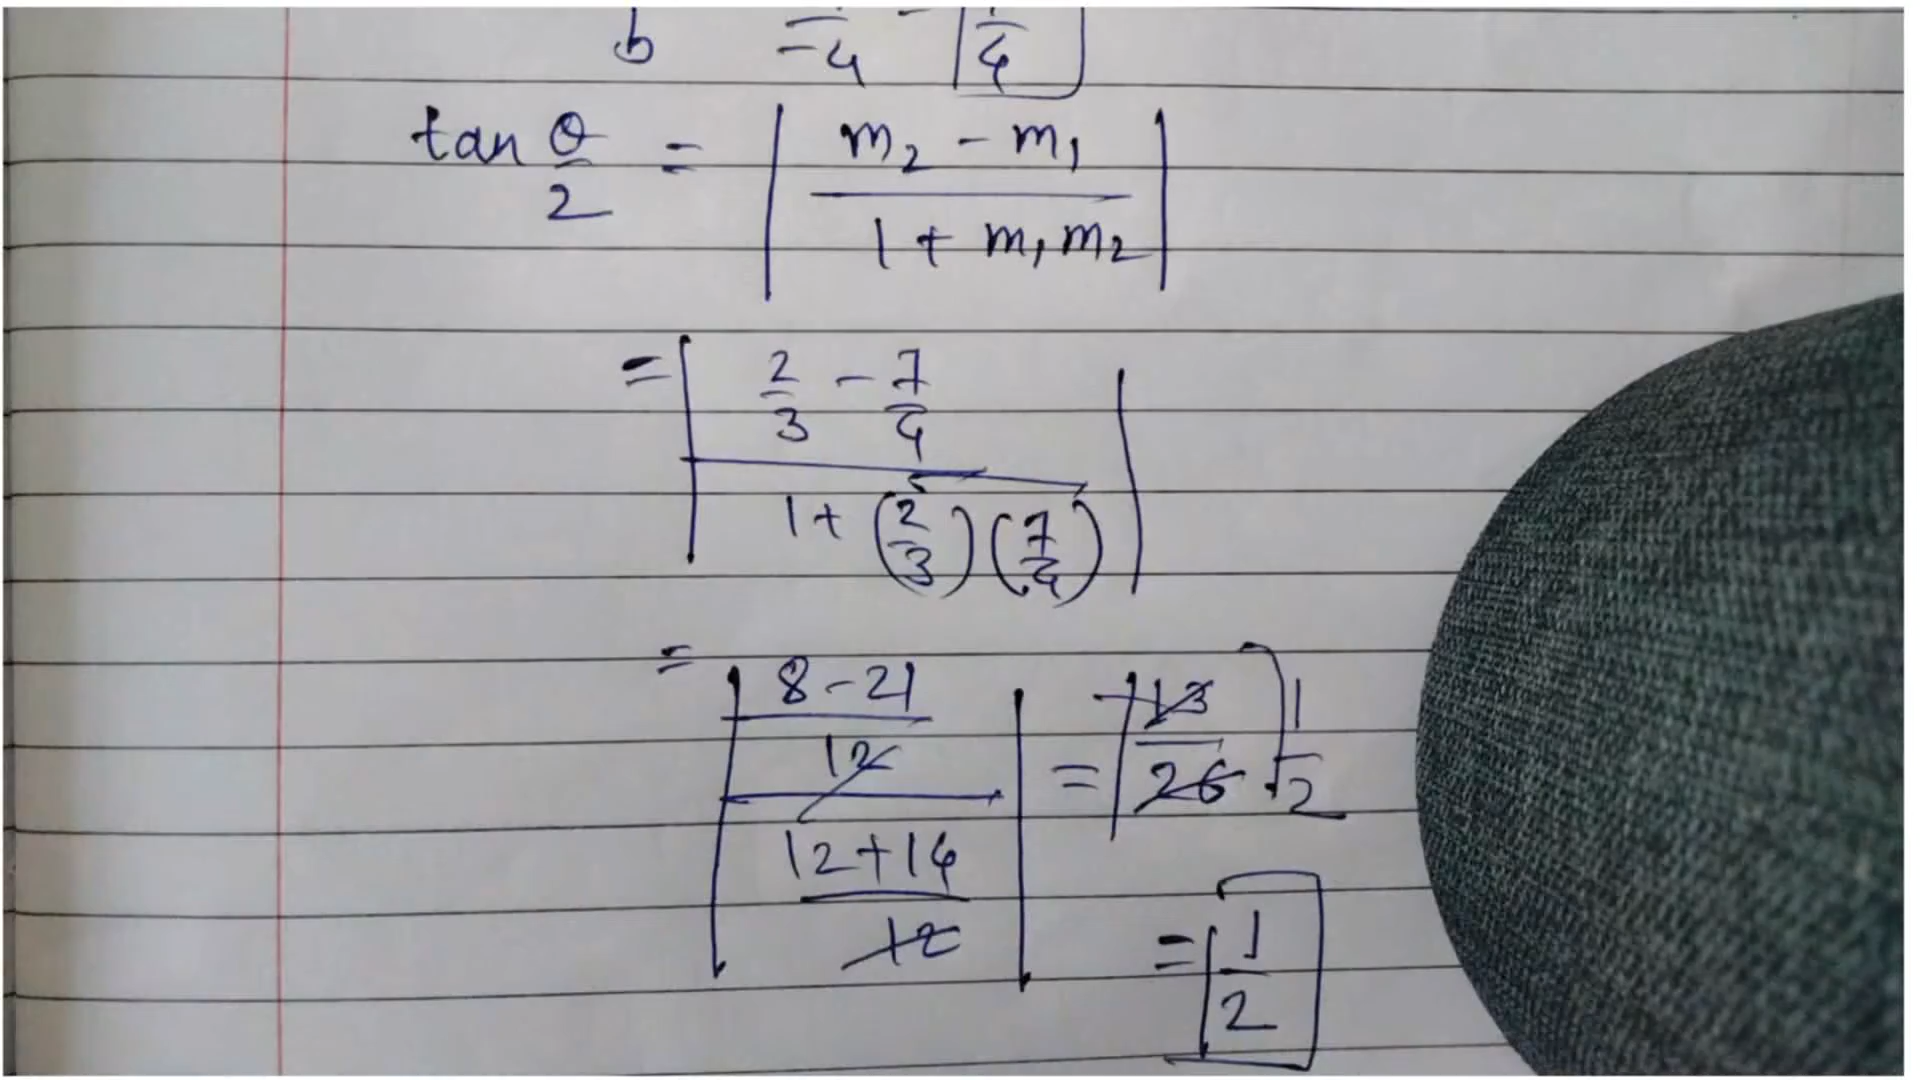 b = /-4 = 7/4
tan θ/2 = | (m₂ - m₁) / (1 + m₁m₂) |
= | (2/3 - 7/4) / (1 + (2/3)(7/4)) |
= | ((8 - 21)/12) / ((12 + 14)/12) | = | -13/26 | 1/2
= 1/2